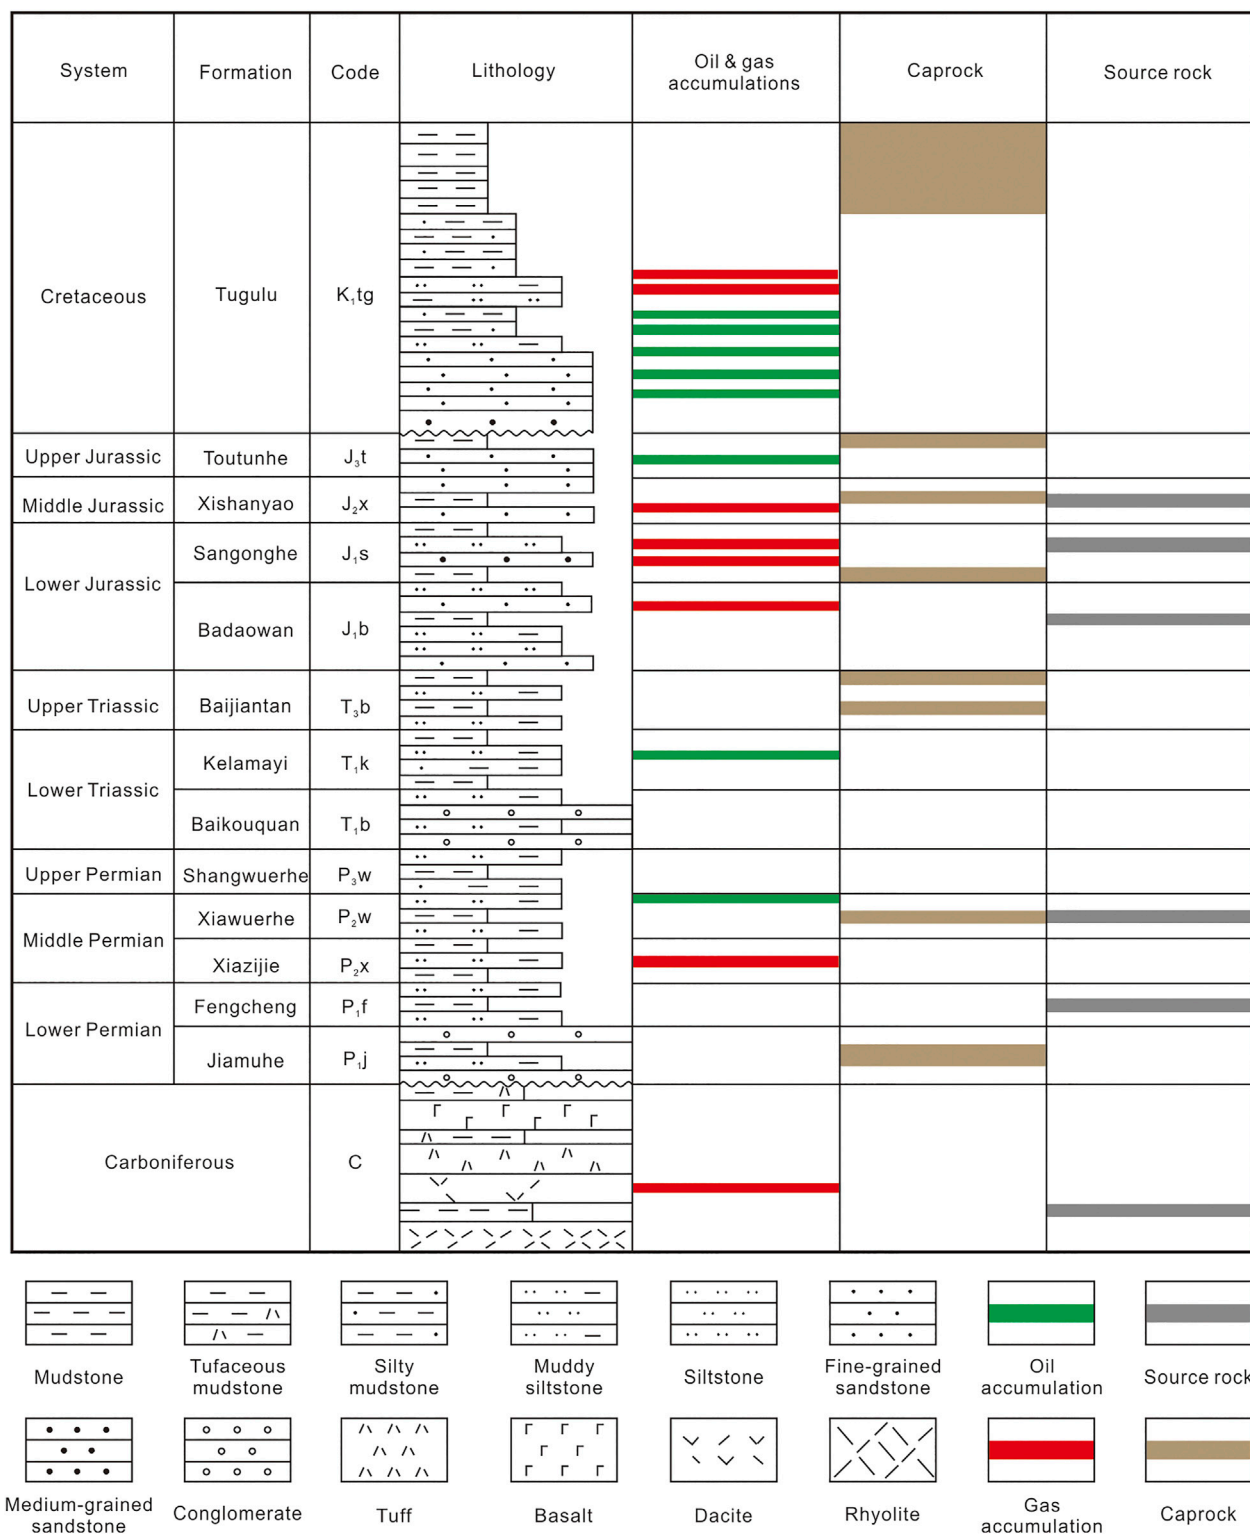 System
Formation
Code
Lithology
Oil & gas
accumulations
Caprock
Source rock
Cretaceous
Tugulu
K₁tg
Upper Jurassic
Toutunhe
J₃t
Middle Jurassic
Xishanyao
J₂x
Lower Jurassic
Sangonghe
J₁s
Badaowan
J₁b
Upper Triassic
Baijiantan
T₃b
Lower Triassic
Kelamayi
T₁k
Baikouquan
T₁b
Upper Permian
Shangwuerhe
P₃w
Middle Permian
Xiawuerhe
P₂w
Xiazijie
P₂x
Lower Permian
Fengcheng
P₁f
Jiamuhe
P₁j
Carboniferous
C
Mudstone
Tufaceous
mudstone
Silty
mudstone
Muddy
siltstone
Siltstone
Fine-grained
sandstone
Oil
accumulation
Source rock
Medium-grained
sandstone
Conglomerate
Tuff
Basalt
Dacite
Rhyolite
Gas
accumulation
Caprock